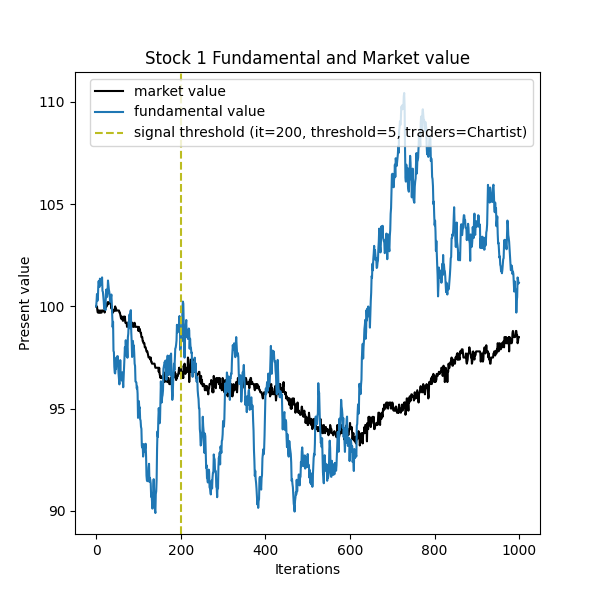 Stock 1 Fundamental and Market value
market value
fundamental value
signal threshold (it=200, threshold=5, traders=Chartist)
110
105
100
95
90
Present value
0 200 400 600 800 1000
Iterations